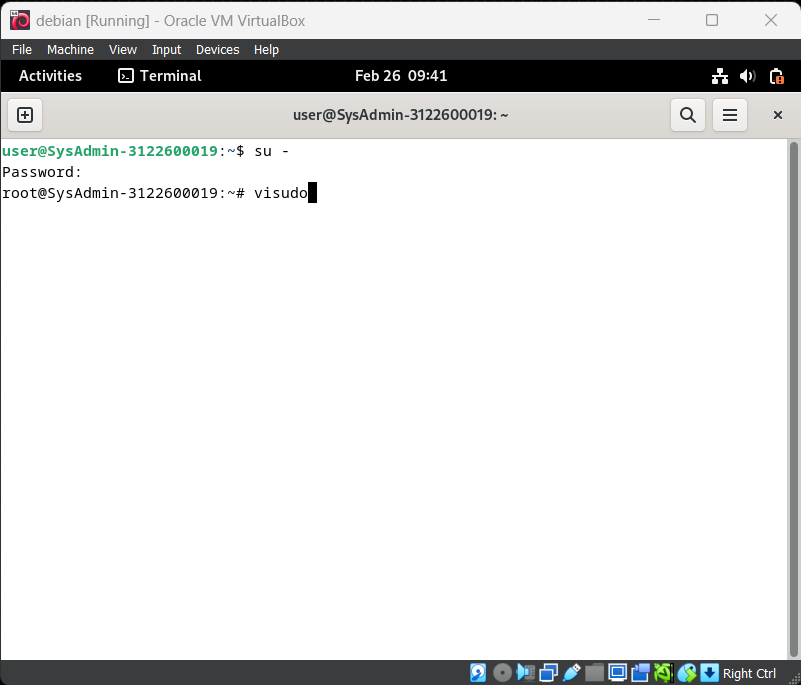 debian [Running] - Oracle VM VirtualBox
File Machine View Input Devices Help
Activities Terminal Feb 26 09:41
user@SysAdmin-3122600019: ~
user@SysAdmin-3122600019:~$ su -
Password:
root@SysAdmin-3122600019:~# visudo
Right Ctrl